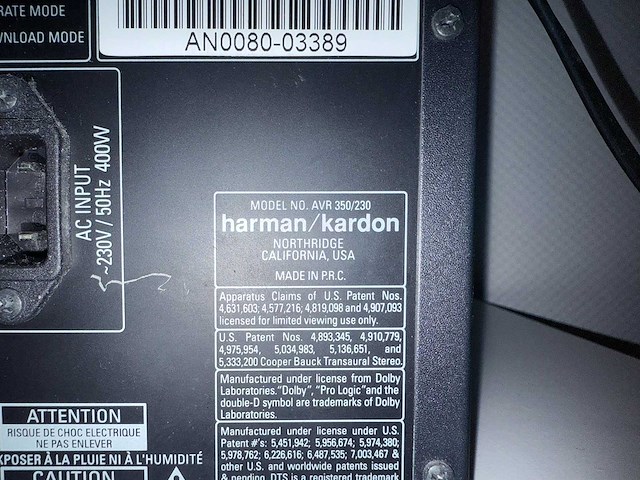 RATE MODE
WNLOAD MODE
AN0080-03389
AC INPUT
~230V / 50Hz 400W
MODEL NO. AVR 350/230
harman/kardon
NORTHRIDGE
CALIFORNIA, USA
MADE IN P.R.C.
Apparatus Claims of U.S. Patent Nos.
4,631,603; 4,577,216; 4,819,098 and 4,907,093
licensed for limited viewing use only.
U.S. Patent Nos. 4,893,345, 4,910,779,
4,975,954, 5,034,983, 5,136,651, and
5,333,200 Cooper Bauck Transaural Stereo.
Manufactured under license from Dolby
Laboratories. "Dolby", "Pro Logic" and the
double-D symbol are trademarks of Dolby
Laboratories.
Manufactured under license under U.S.
Patent #'s: 5,451,942; 5,956,674; 5,974,380;
5,978,762; 6,226,616; 6,487,535; 7,003,467 &
other U.S. and worldwide patents issued
& pending. DTS is a registered trademark
ATTENTION
RISQUE DE CHOC ELECTRIQUE
NE PAS ENLEVER
XPOSER À LA PLUIE NI À L'HUMIDITÉ
CAUTION